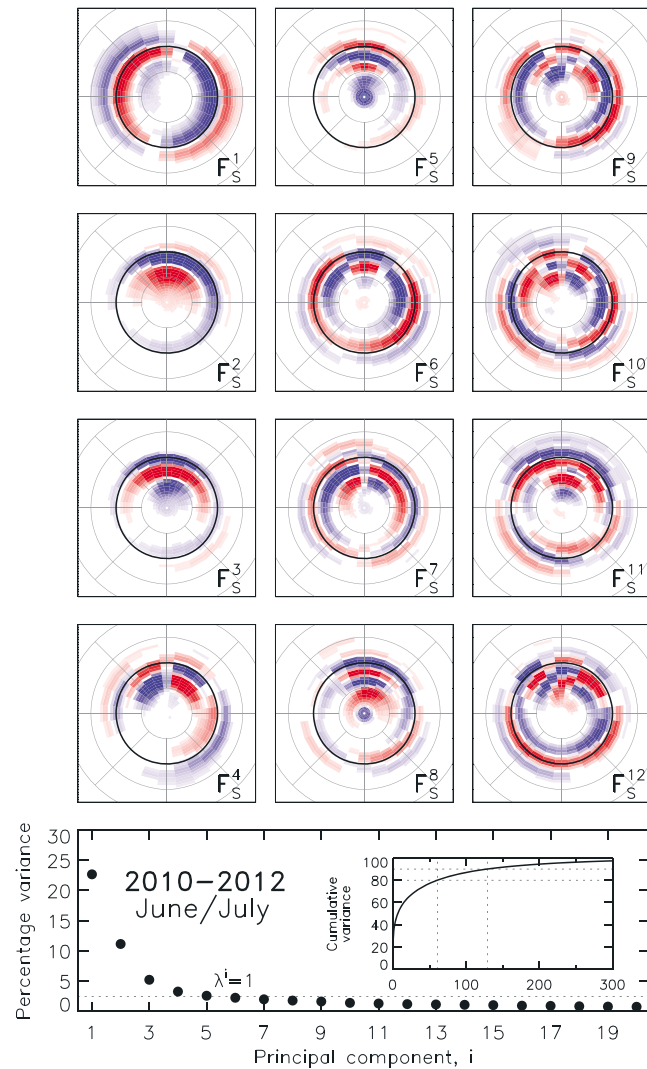 F_S^1
F_S^5
F_S^9
F_S^2
F_S^6
F_S^10
F_S^3
F_S^7
F_S^11
F_S^4
F_S^8
F_S^12
Percentage variance
30
25
20
15
10
5
0
2010-2012
June/July
λ^i=1
Cumulative
variance
100
80
60
40
20
0
0 100 200 300
1 3 5 7 9 11 13 15 17 19
Principal component, i